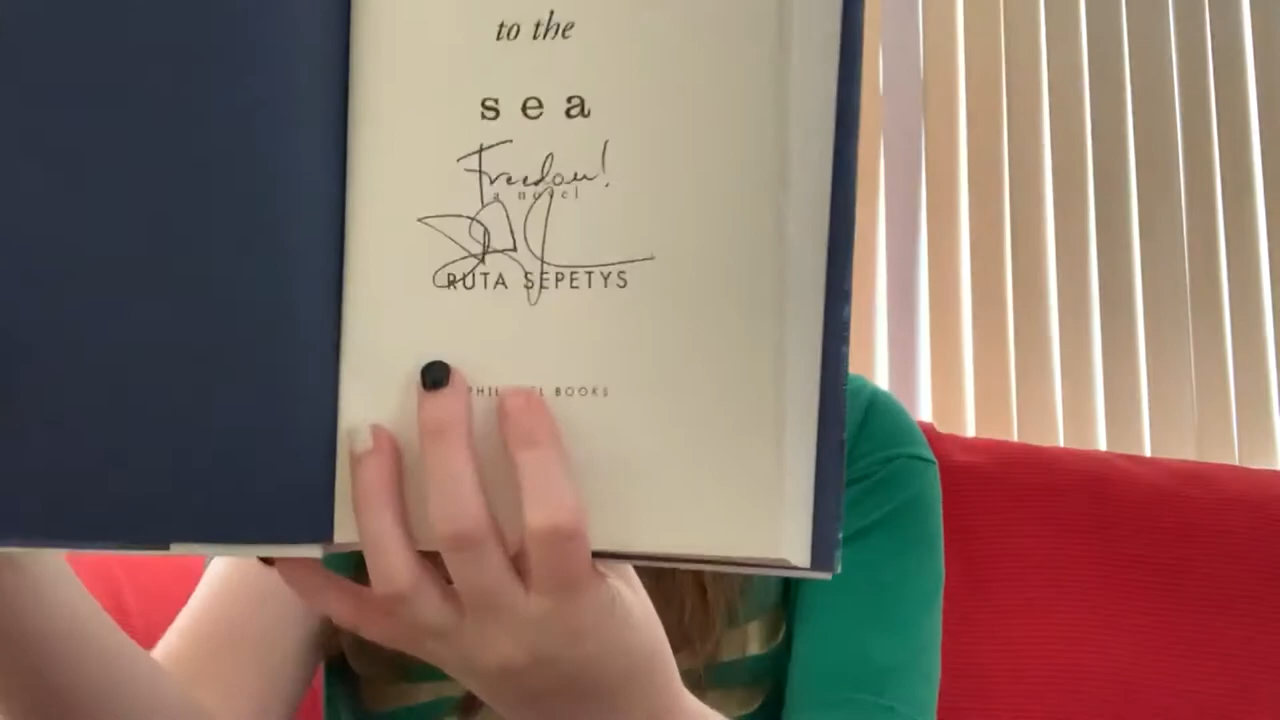 to the
sea
Freedom!
a novel
RUTA SEPETYS
BOOKS